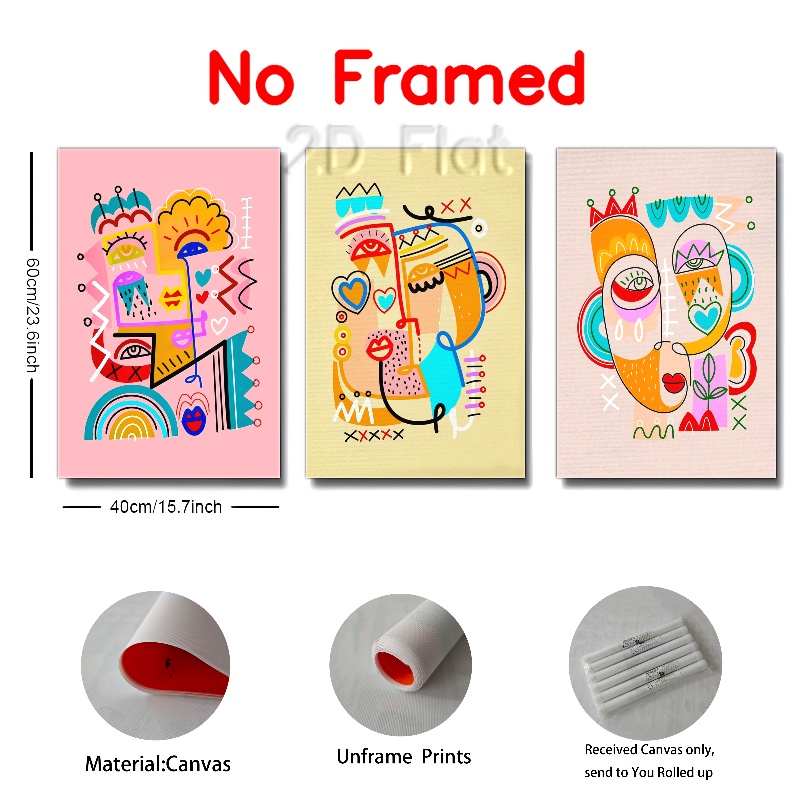 No Framed
2D Flat
60cm/23.6inch
40cm/15.7inch
Material:Canvas
Unframe Prints
Received Canvas only,
send to You Rolled up